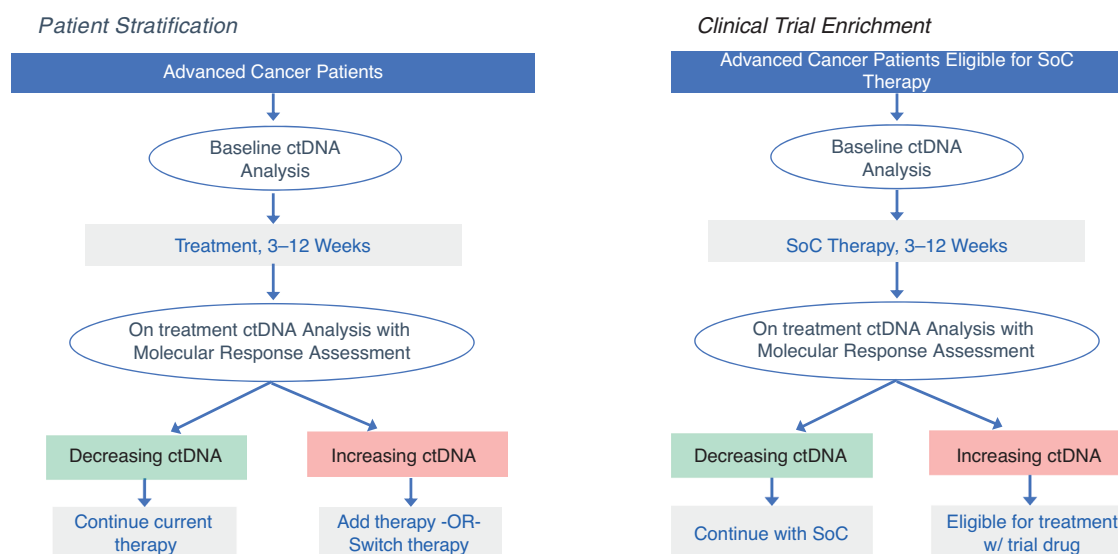 Patient Stratification
Advanced Cancer Patients
Baseline ctDNA
Analysis
Treatment, 3–12 Weeks
On treatment ctDNA Analysis with
Molecular Response Assessment
Decreasing ctDNA
Increasing ctDNA
Continue current
therapy
Add therapy -OR-
Switch therapy
Clinical Trial Enrichment
Advanced Cancer Patients Eligible for SoC
Therapy
Baseline ctDNA
Analysis
SoC Therapy, 3–12 Weeks
On treatment ctDNA Analysis with
Molecular Response Assessment
Decreasing ctDNA
Increasing ctDNA
Continue with SoC
Eligible for treatment
w/ trial drug